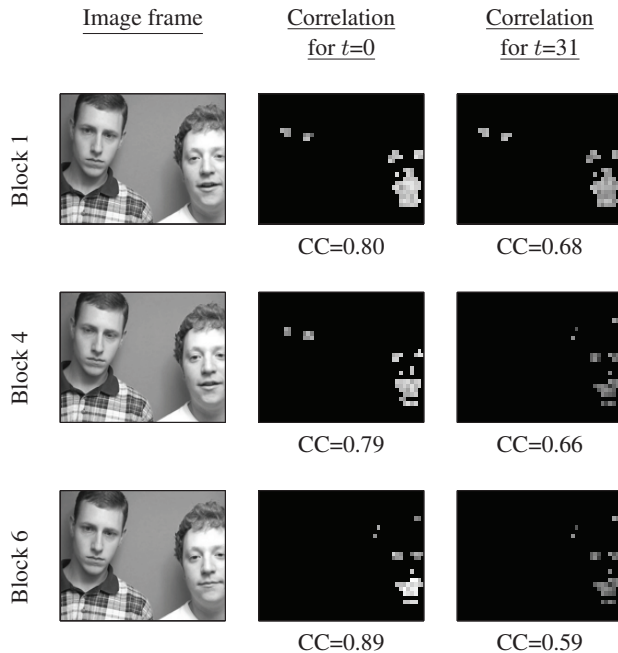 Image frame
Correlation
for t=0
Correlation
for t=31
Block 1
CC=0.80
CC=0.68
Block 4
CC=0.79
CC=0.66
Block 6
CC=0.89
CC=0.59